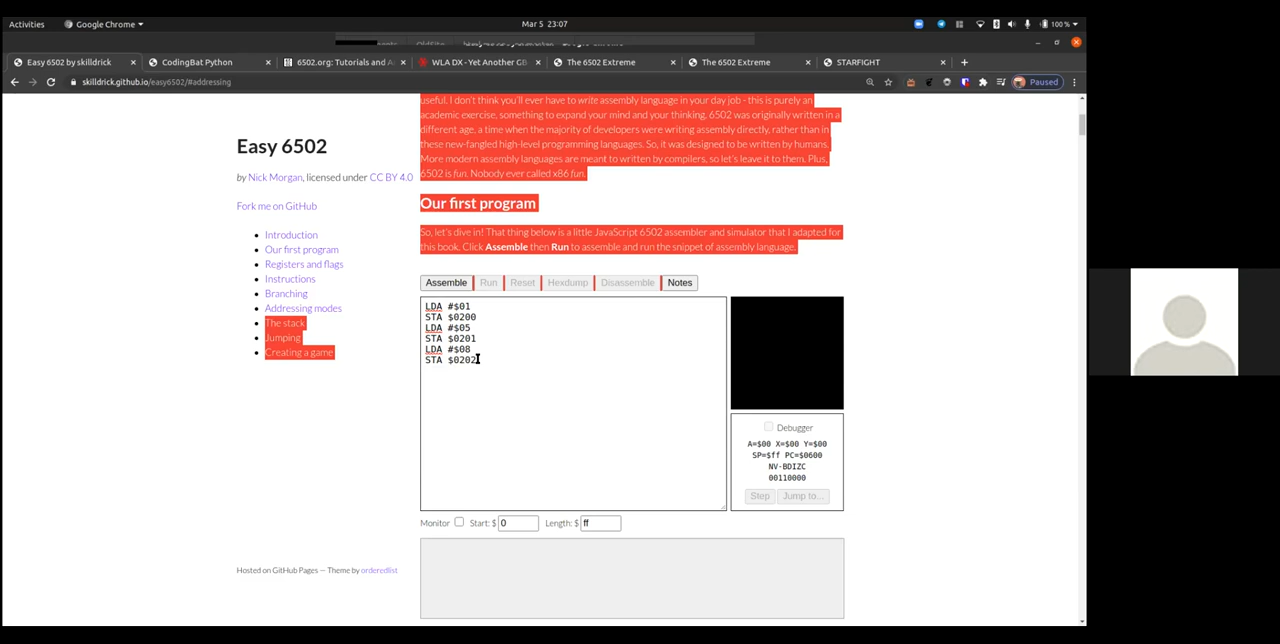 Activities
Google Chrome
Mar 5 23:07
100 %
Easy 6502 by skilldrick
CodingBat Python
6502.org: Tutorials and A
WLA DX - Yet Another GB
The 6502 Extreme
The 6502 Extreme
STARFIGHT
skilldrick.github.io/easy6502/#addressing
Paused
Easy 6502
by Nick Morgan, licensed under CC BY 4.0
Fork me on GitHub
Introduction
Our first program
Registers and flags
Instructions
Branching
Addressing modes
The stack
Jumping
Creating a game
Hosted on GitHub Pages — Theme by orderedlist
useful. I don't think you'll ever have to write assembly language in your day job - this is purely an
academic exercise, something to expand your mind and your thinking. 6502 was originally written in a
different age, a time when the majority of developers were writing assembly directly, rather than in
these new-fangled high-level programming languages. So, it was designed to be written by humans.
More modern assembly languages are meant to written by compilers, so let's leave it to them. Plus,
6502 is fun. Nobody ever called x86 fun.
Our first program
So, let's dive in! That thing below is a little JavaScript 6502 assembler and simulator that I adapted for
this book. Click Assemble then Run to assemble and run the snippet of assembly language.
Assemble Run Reset Hexdump Disassemble Notes
LDA #$01
STA $0200
LDA #$05
STA $0201
LDA #$08
STA $0202
Debugger
A=$00 X=$00 Y=$00
SP=$ff PC=$0600
NV-BDIZC
00110000
Step Jump to...
Monitor Start: $ 0 Length: $ ff